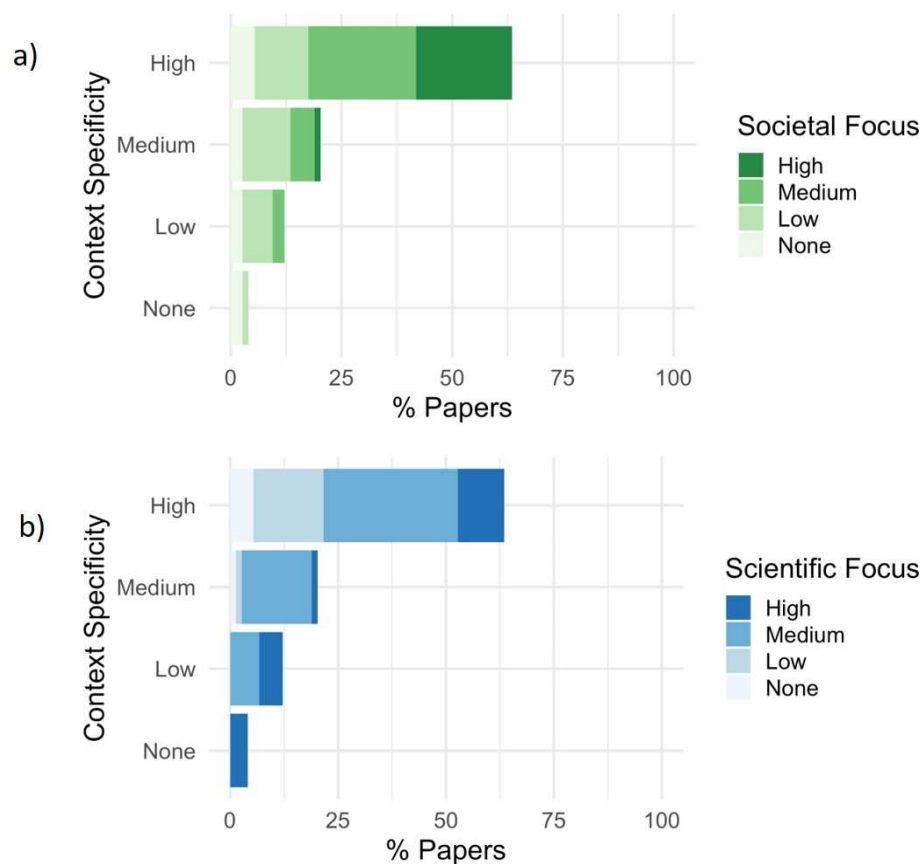 a)
Context Specificity
High
Medium
Low
None
0 25 50 75 100
% Papers
Societal Focus
High
Medium
Low
None
b)
Context Specificity
High
Medium
Low
None
0 25 50 75 100
% Papers
Scientific Focus
High
Medium
Low
None